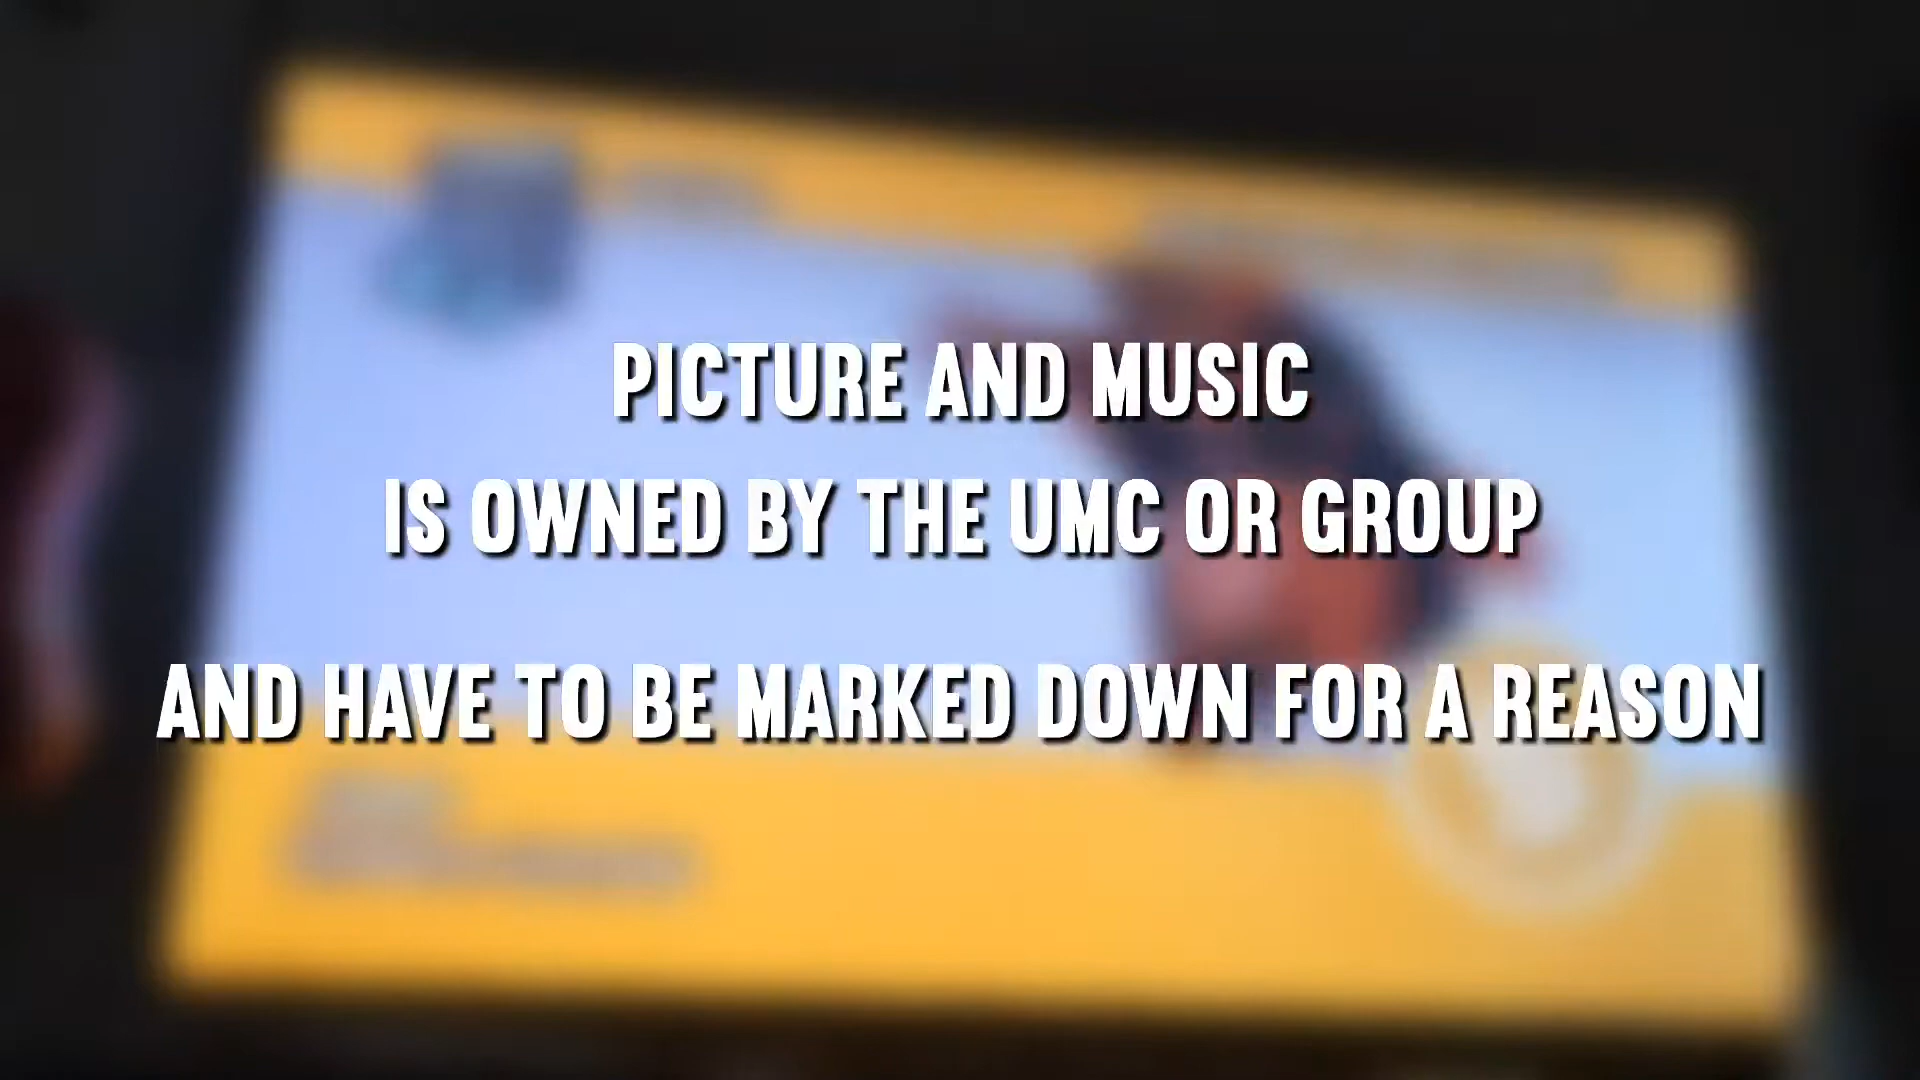 PICTURE AND MUSIC
IS OWNED BY THE UMC OR GROUP
AND HAVE TO BE MARKED DOWN FOR A REASON